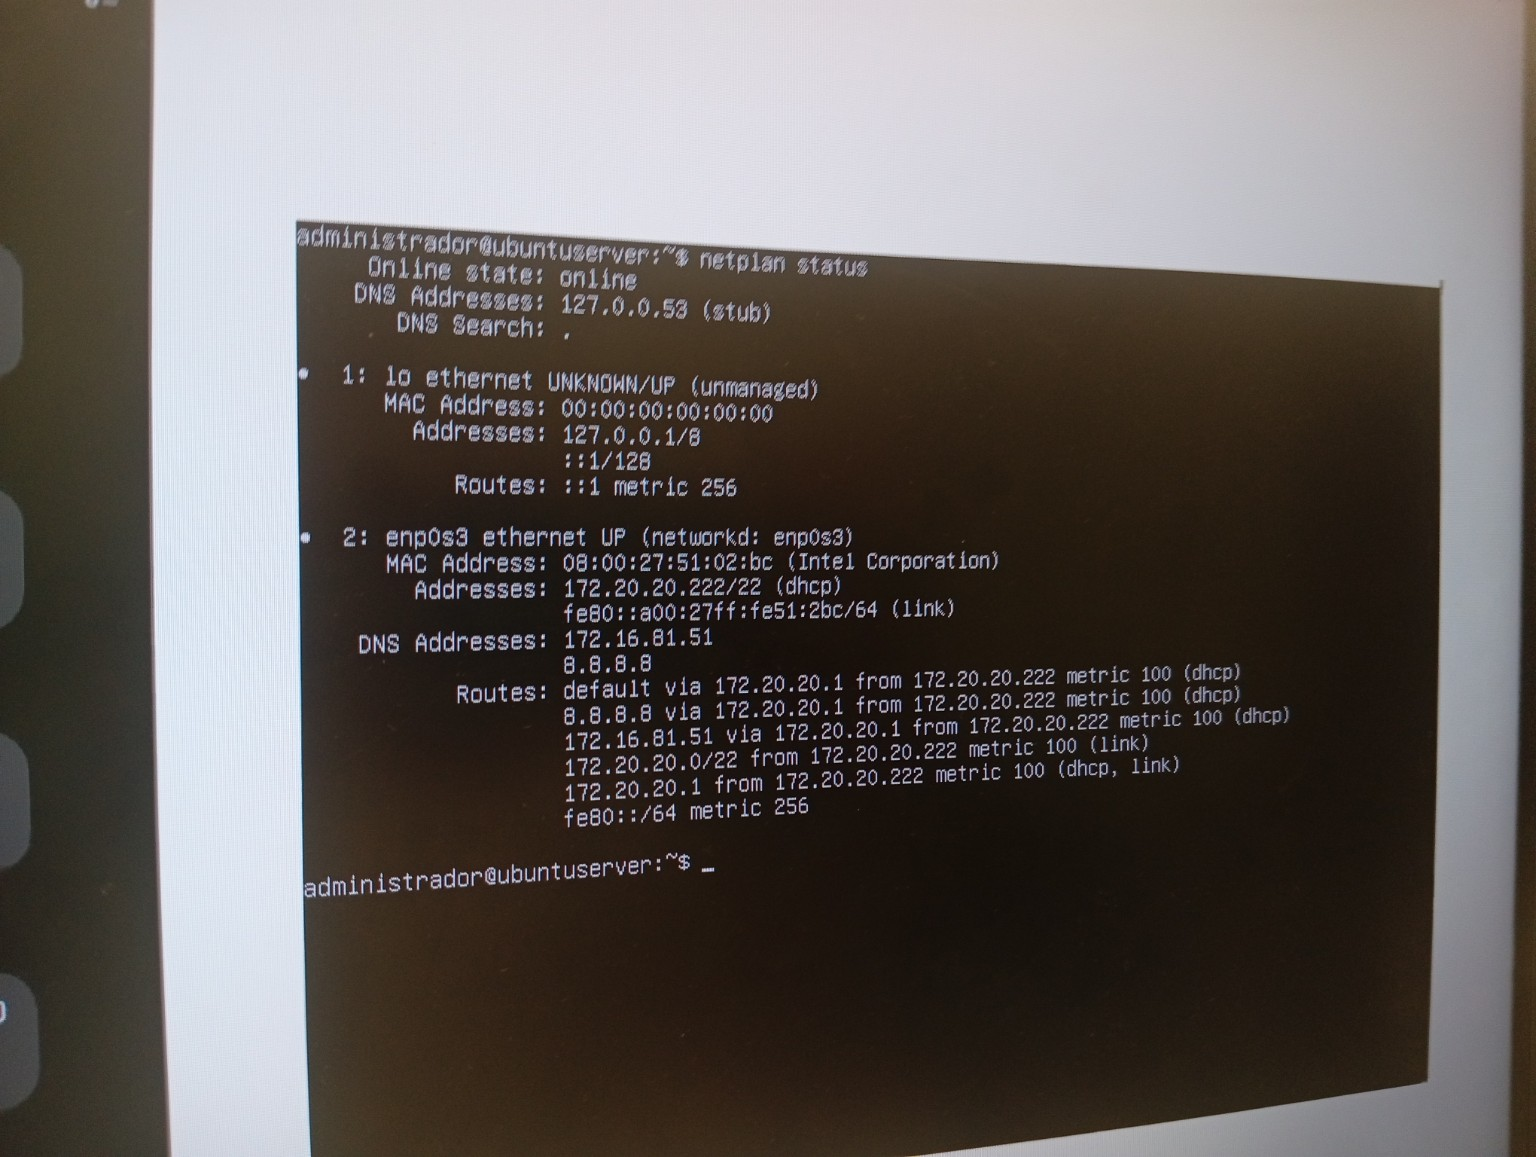 administrador@ubuntuserver:~$ netplan status
Online state: online
DNS Addresses: 127.0.0.53 (stub)
DNS Search: .
● 1: lo ethernet UNKNOWN/UP (unmanaged)
MAC Address: 00:00:00:00:00:00
Addresses: 127.0.0.1/8
::1/128
Routes: ::1 metric 256
● 2: enp0s3 ethernet UP (networkd: enp0s3)
MAC Address: 08:00:27:51:02:bc (Intel Corporation)
Addresses: 172.20.20.222/22 (dhcp)
fe80::a00:27ff:fe51:2bc/64 (link)
DNS Addresses: 172.16.81.51
8.8.8.8
Routes: default via 172.20.20.1 from 172.20.20.222 metric 100 (dhcp)
8.8.8.8 via 172.20.20.1 from 172.20.20.222 metric 100 (dhcp)
172.16.81.51 via 172.20.20.1 from 172.20.20.222 metric 100 (dhcp)
172.20.20.0/22 from 172.20.20.222 metric 100 (link)
172.20.20.1 from 172.20.20.222 metric 100 (dhcp, link)
fe80::/64 metric 256
administrador@ubuntuserver:~$ _